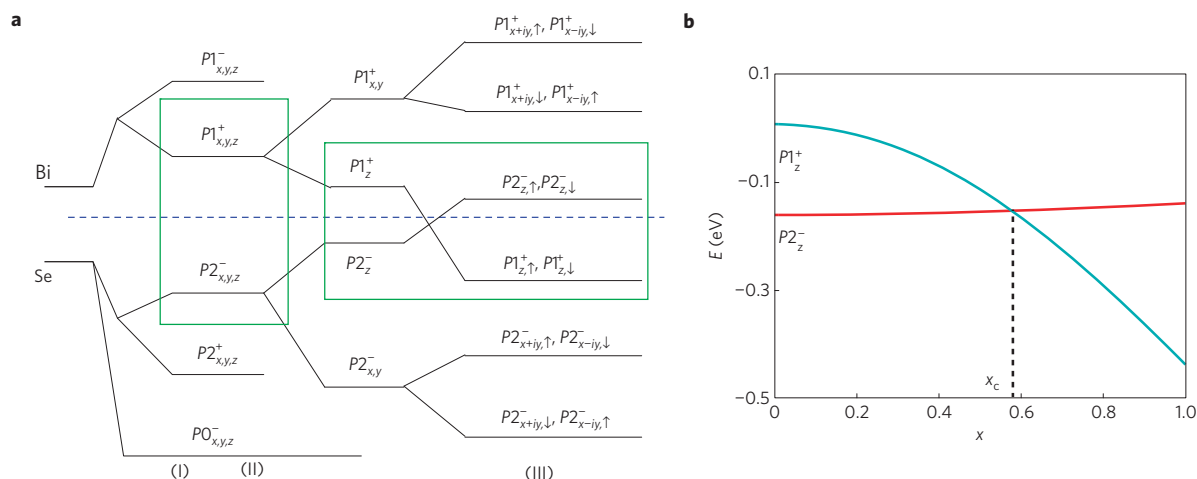 a
P1⁺x+iy,↑, P1⁺x−iy,↓
P1⁻x,y,z
P1⁺x,y
P1⁺x+iy,↓, P1⁺x−iy,↑
P1⁺x,y,z
Bi
P1⁺z
P2⁻z,↑, P2⁻z,↓
Se
P2⁻x,y,z
P2⁻z
P1⁺z,↑, P1⁺z,↓
P2⁻x+iy,↑, P2⁻x−iy,↓
P2⁺x,y,z
P2⁻x,y
P2⁻x+iy,↓, P2⁻x−iy,↑
P0⁻x,y,z
(I)
(II)
(III)
b
0.1
−0.1
−0.3
−0.5
E (eV)
P1⁺z
P2⁻z
xc
0
0.2
0.4
0.6
0.8
1.0
x